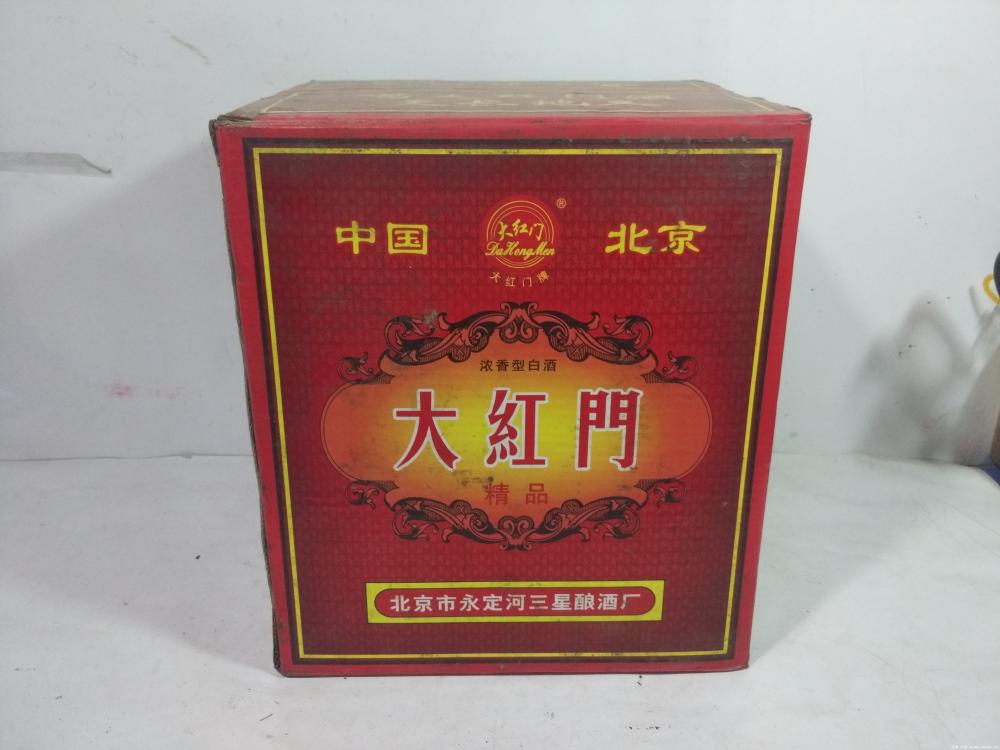 中国
大红门
DaHongMen
®
大红门牌
北京
浓香型白酒
大紅門
精品
北京市永定河三星酿酒厂